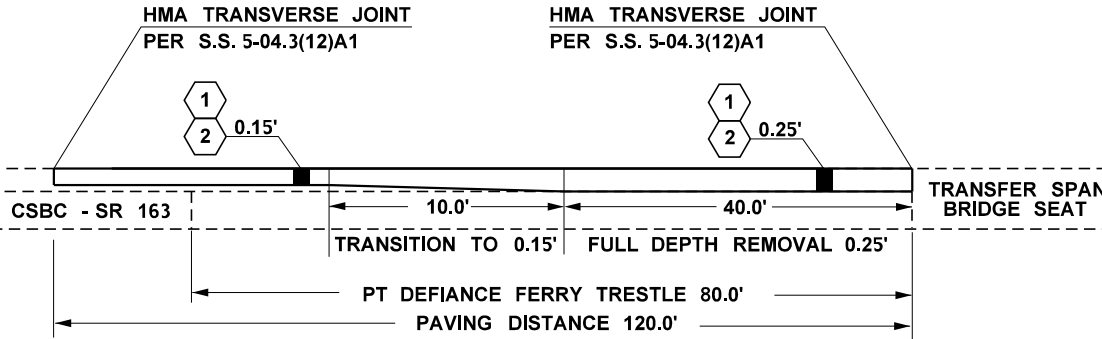 HMA TRANSVERSE JOINT
PER S.S. 5-04.3(12)A1
HMA TRANSVERSE JOINT
PER S.S. 5-04.3(12)A1
1
2
0.15'
1
2
0.25'
CSBC - SR 163
10.0'
40.0'
TRANSFER SPAN
BRIDGE SEAT
TRANSITION TO 0.15'
FULL DEPTH REMOVAL 0.25'
PT DEFIANCE FERRY TRESTLE 80.0'
PAVING DISTANCE 120.0'